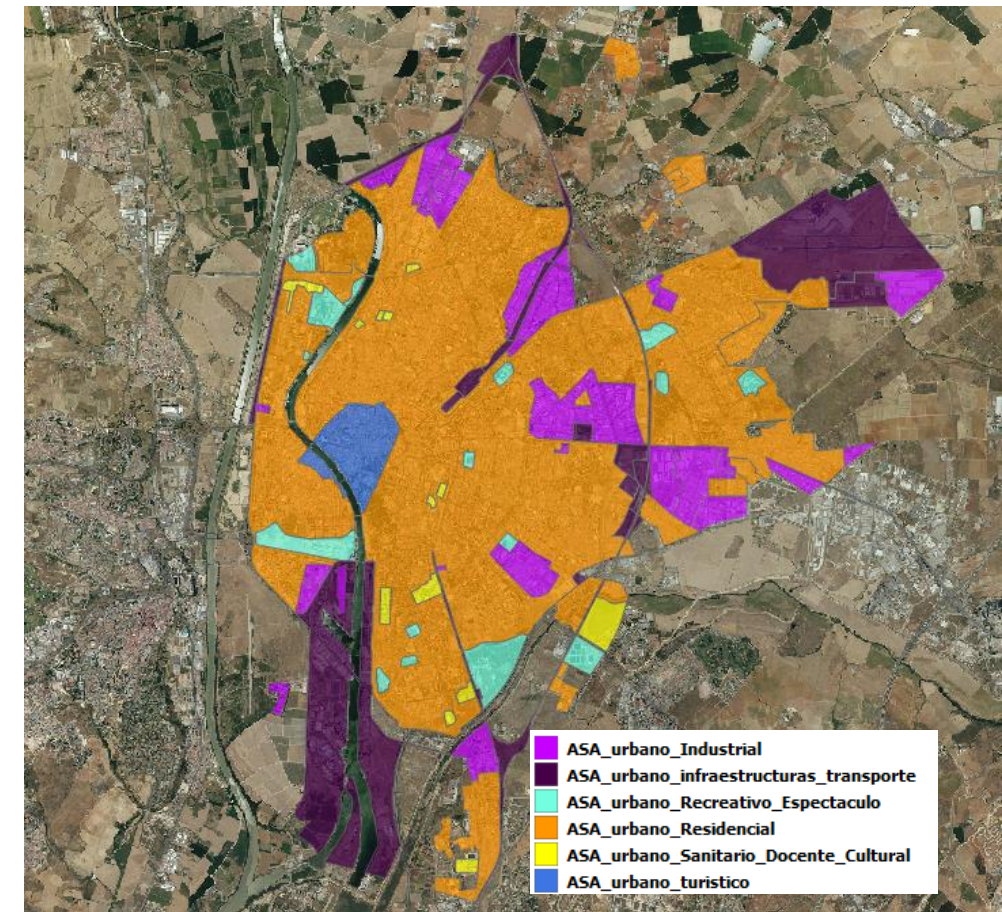 ASA_urbano_Industrial
ASA_urbano_infraestructuras_transporte
ASA_urbano_Recreativo_Espectaculo
ASA_urbano_Residencial
ASA_urbano_Sanitario_Docente_Cultural
ASA_urbano_turistico